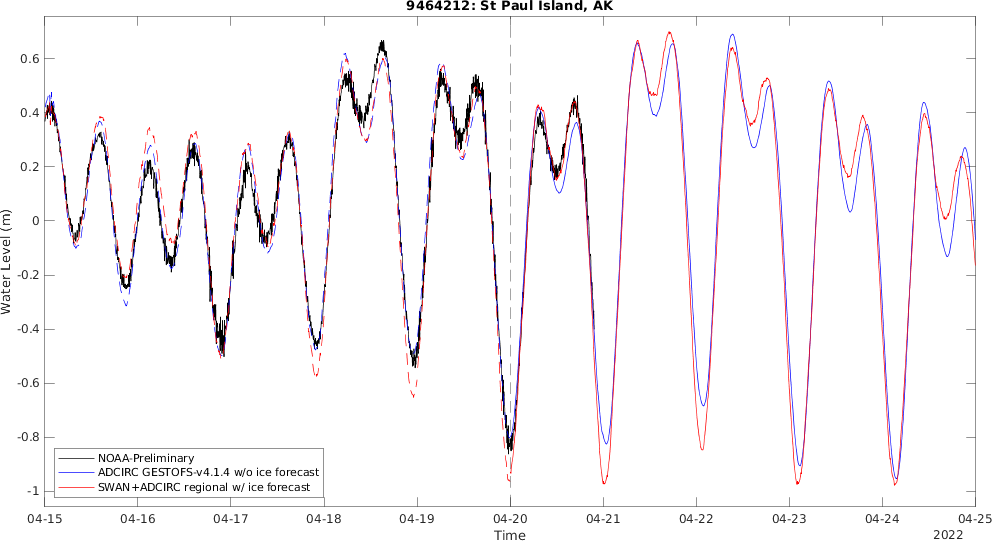 9464212: St Paul Island, AK
Water Level (m)
0.6
0.4
0.2
0
-0.2
-0.4
-0.6
-0.8
-1
NOAA-Preliminary
ADCIRC GESTOFS-v4.1.4 w/o ice forecast
SWAN+ADCIRC regional w/ ice forecast
04-15 04-16 04-17 04-18 04-19 04-20 04-21 04-22 04-23 04-24 04-25
Time
2022